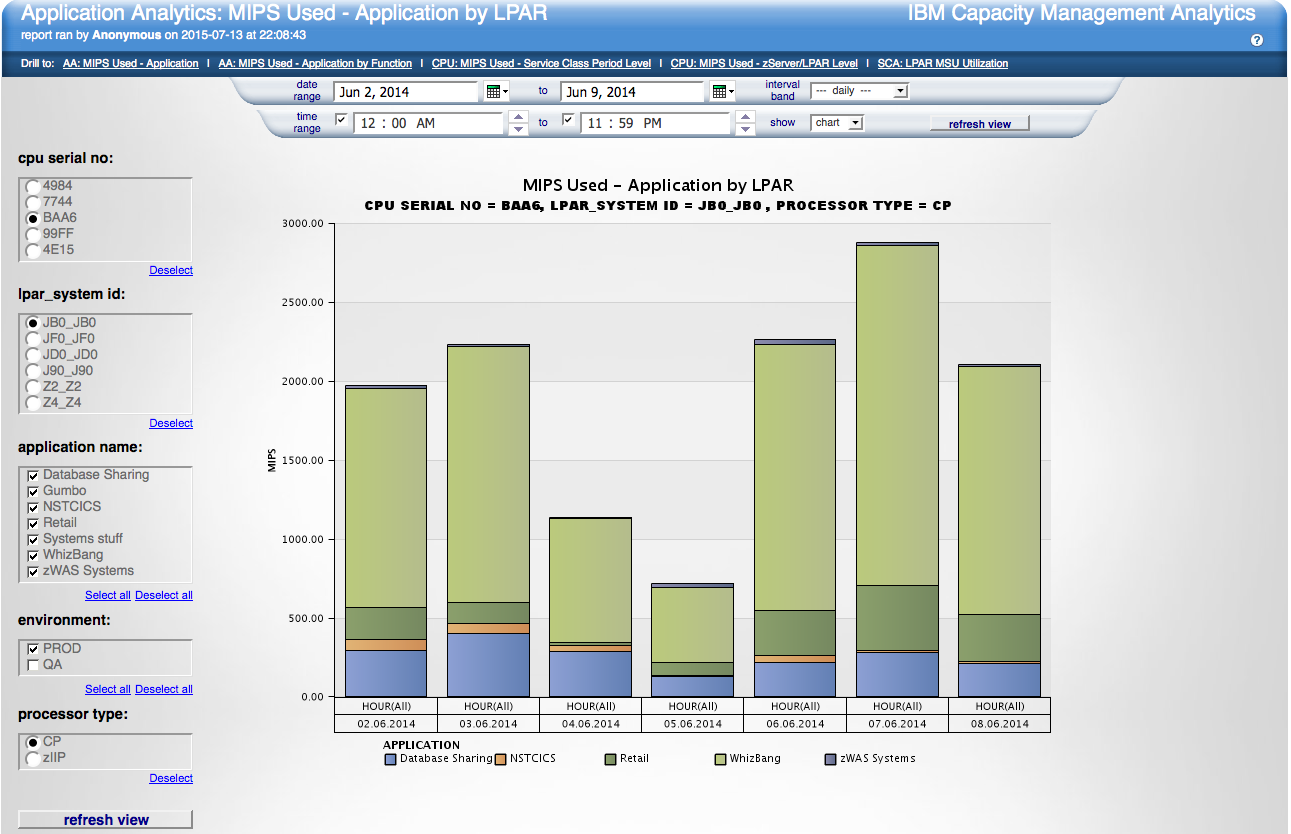 Application Analytics: MIPS Used - Application by LPAR
IBM Capacity Management Analytics
report ran by Anonymous on 2015-07-13 at 22:08:43
?
Drill to: AA: MIPS Used - Application | AA: MIPS Used - Application by Function | CPU: MIPS Used - Service Class Period Level | CPU: MIPS Used - zServer/LPAR Level | SCA: LPAR MSU Utilization
date range Jun 2, 2014 to Jun 9, 2014 interval band --- daily ---
time range 12 : 00 AM to 11 : 59 PM show chart refresh view
cpu serial no:
4984
7744
BAA6
99FF
4E15
Deselect
lpar_system id:
JB0_JB0
JF0_JF0
JD0_JD0
J90_J90
Z2_Z2
Z4_Z4
Deselect
application name:
Database Sharing
Gumbo
NSTCICS
Retail
Systems stuff
WhizBang
zWAS Systems
Select all Deselect all
environment:
PROD
QA
Select all Deselect all
processor type:
CP
zIIP
Deselect
refresh view
MIPS Used - Application by LPAR
CPU SERIAL NO = BAA6, LPAR_SYSTEM ID = JB0_JB0 , PROCESSOR TYPE = CP
3000.00
2500.00
2000.00
1500.00
1000.00
500.00
0.00
MIPS
HOUR(All) HOUR(All) HOUR(All) HOUR(All) HOUR(All) HOUR(All) HOUR(All)
02.06.2014 03.06.2014 04.06.2014 05.06.2014 06.06.2014 07.06.2014 08.06.2014
APPLICATION
Database Sharing NSTCICS Retail WhizBang zWAS Systems